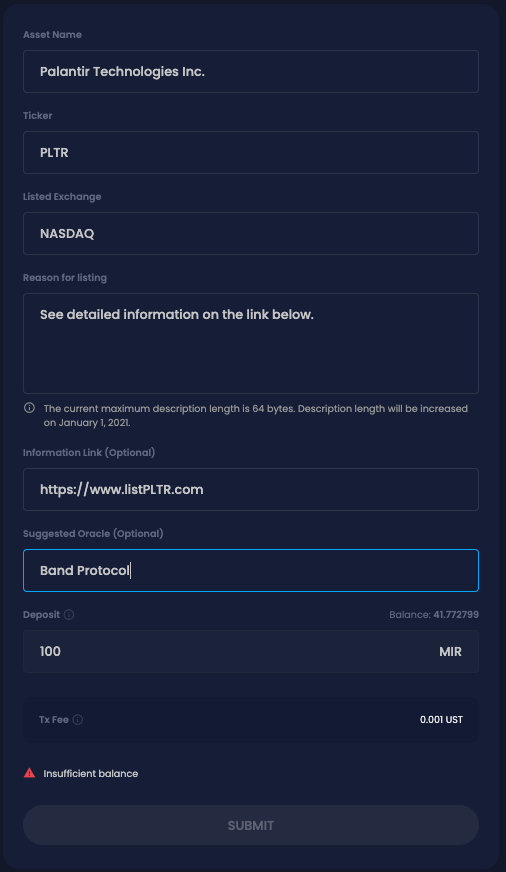 Asset Name
Palantir Technologies Inc.
Ticker
PLTR
Listed Exchange
NASDAQ
Reason for listing
See detailed information on the link below.
The current maximum description length is 64 bytes. Description length will be increased
on January 1, 2021.
Information Link (Optional)
https://www.listPLTR.com
Suggested Oracle (Optional)
Band Protocol
Deposit Balance: 41.772799
100 MIR
Tx Fee 0.001 UST
Insufficient balance
SUBMIT